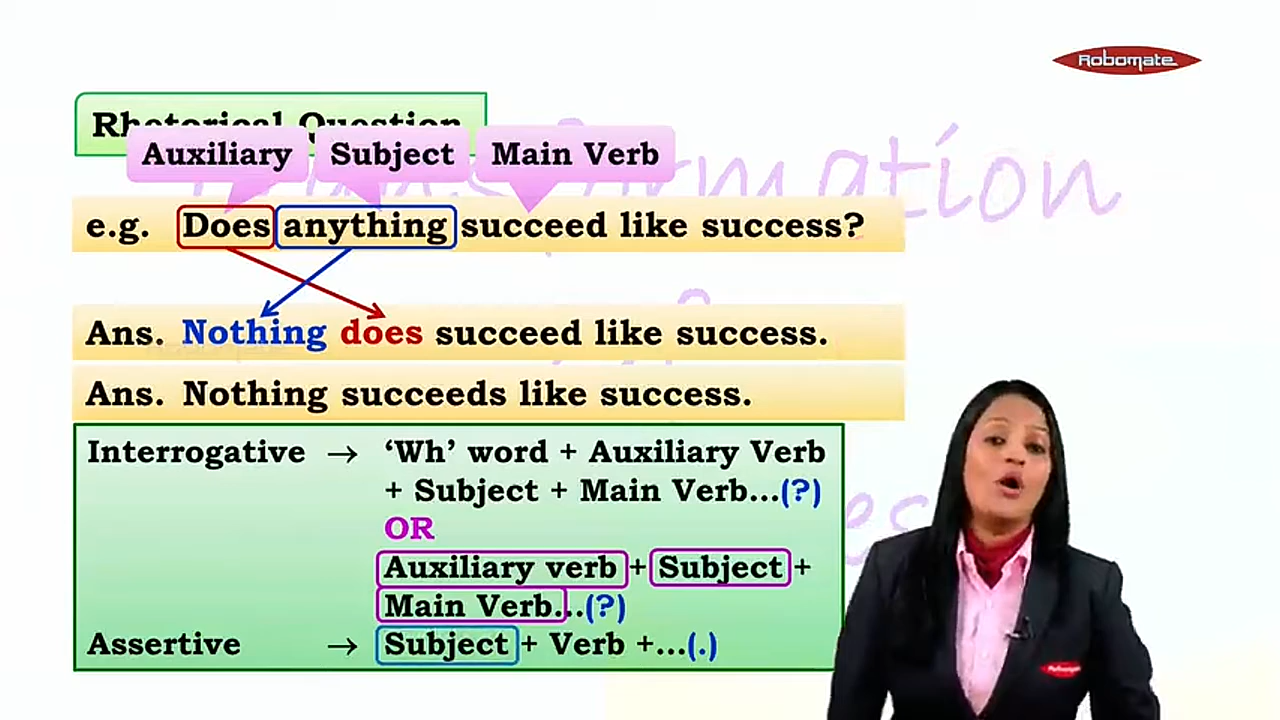 Robomate
Rhetorical Question
Auxiliary Subject Main Verb
e.g. Does anything succeed like success?
Ans. Nothing does succeed like success.
Ans. Nothing succeeds like success.
Interrogative → ‘Wh’ word + Auxiliary Verb
+ Subject + Main Verb...(?)
OR
Auxiliary verb + Subject +
Main Verb...(?)
Assertive → Subject + Verb +...(.)
Robomate